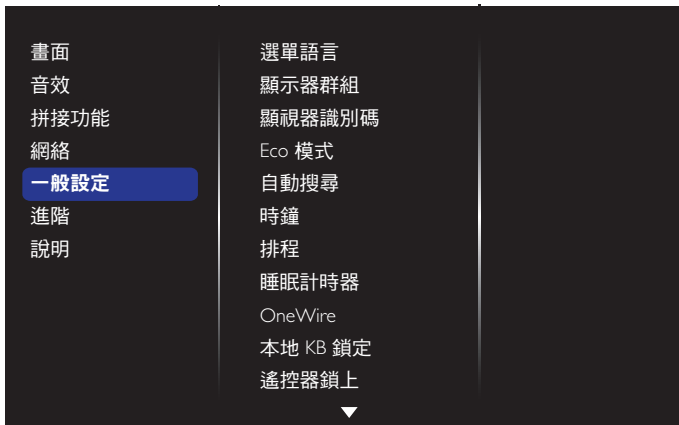 畫面
音效
拼接功能
網絡
一般設定
進階
說明
選單語言
顯示器群組
顯視器識別碼
Eco 模式
自動搜尋
時鐘
排程
睡眠計時器
OneWire
本地 KB 鎖定
遙控器鎖上